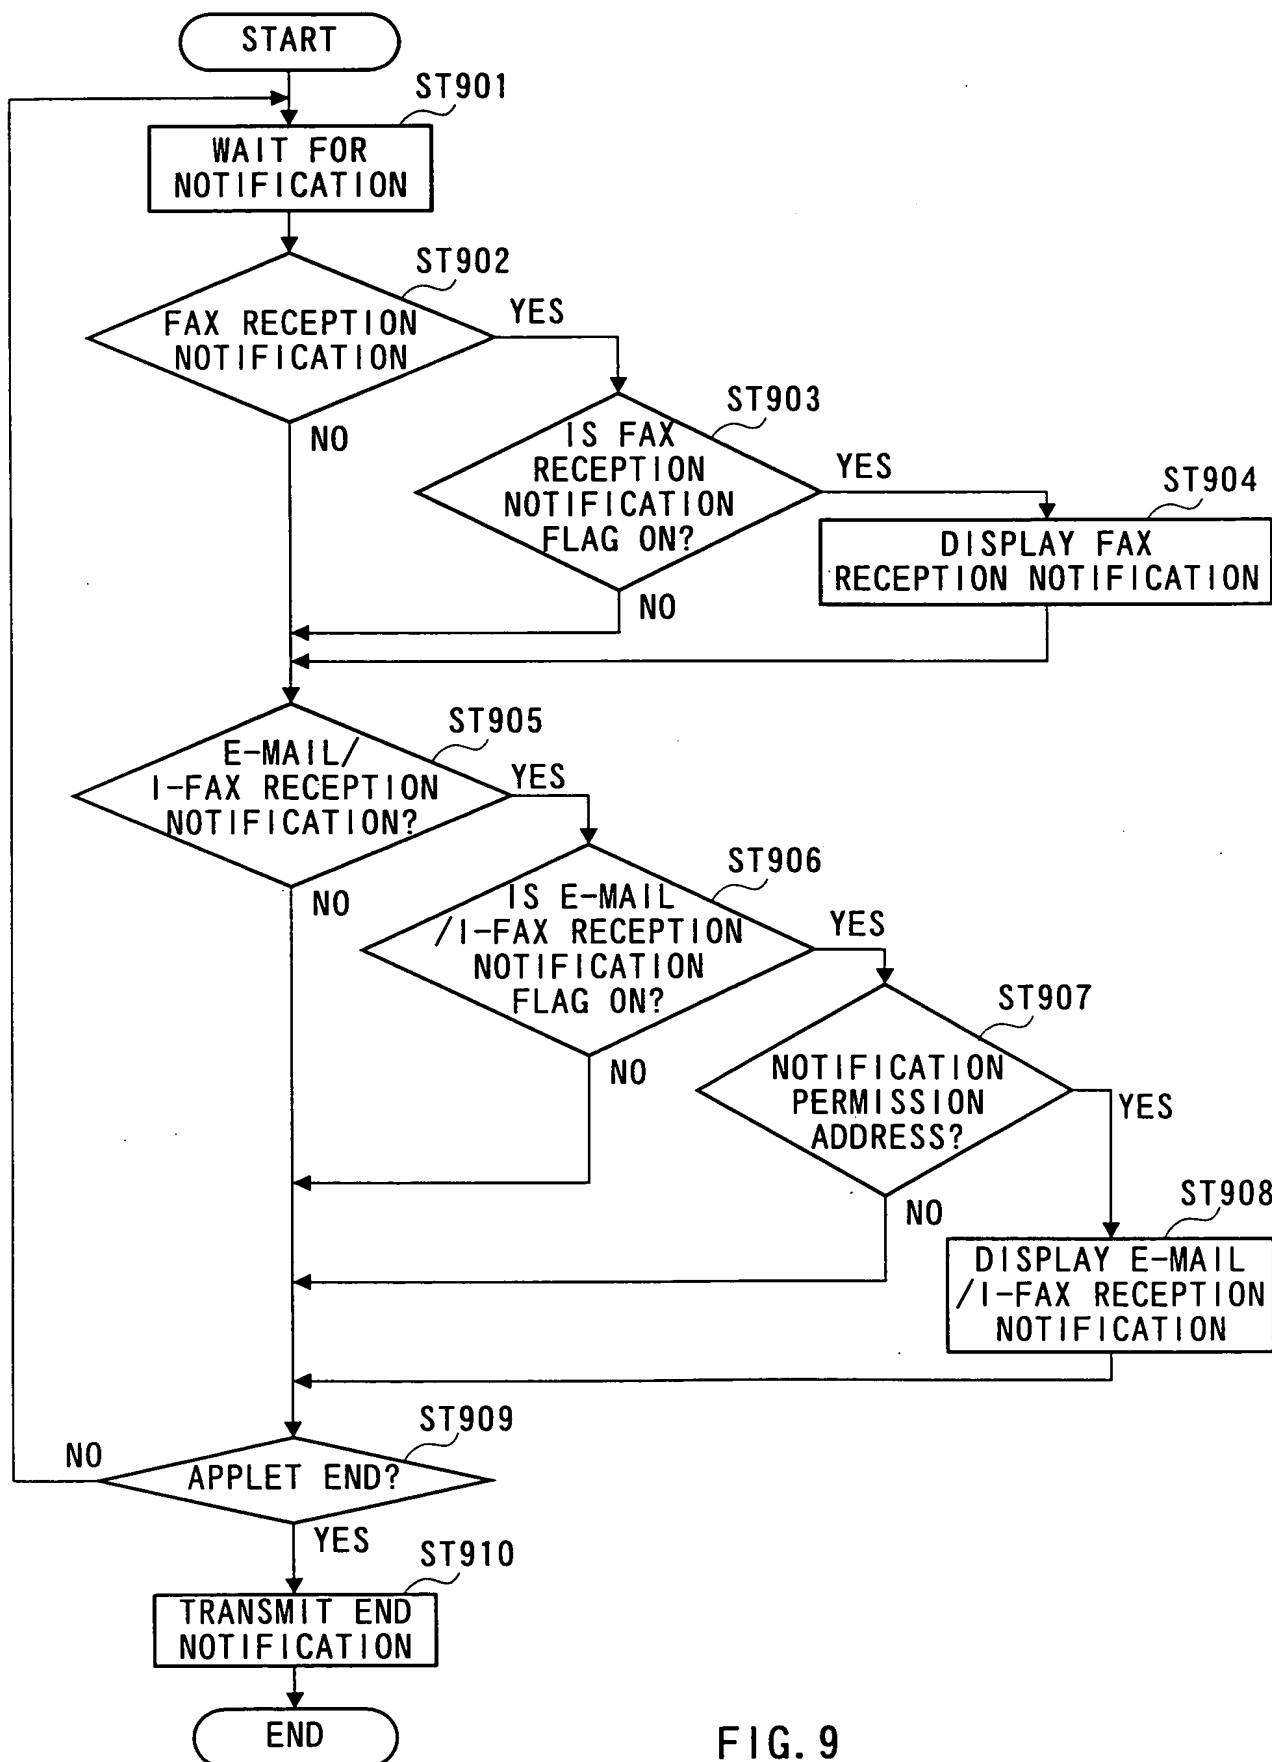 START
ST901
WAIT FOR
NOTIFICATION
ST902
FAX RECEPTION
NOTIFICATION
YES
NO
ST903
IS FAX
RECEPTION
NOTIFICATION
FLAG ON?
YES
NO
ST904
DISPLAY FAX
RECEPTION NOTIFICATION
ST905
E-MAIL/
I-FAX RECEPTION
NOTIFICATION?
YES
NO
ST906
IS E-MAIL
/I-FAX RECEPTION
NOTIFICATION
FLAG ON?
YES
NO
ST907
NOTIFICATION
PERMISSION
ADDRESS?
YES
NO
ST908
DISPLAY E-MAIL
/I-FAX RECEPTION
NOTIFICATION
ST909
APPLET END?
NO
YES
ST910
TRANSMIT END
NOTIFICATION
END
FIG. 9